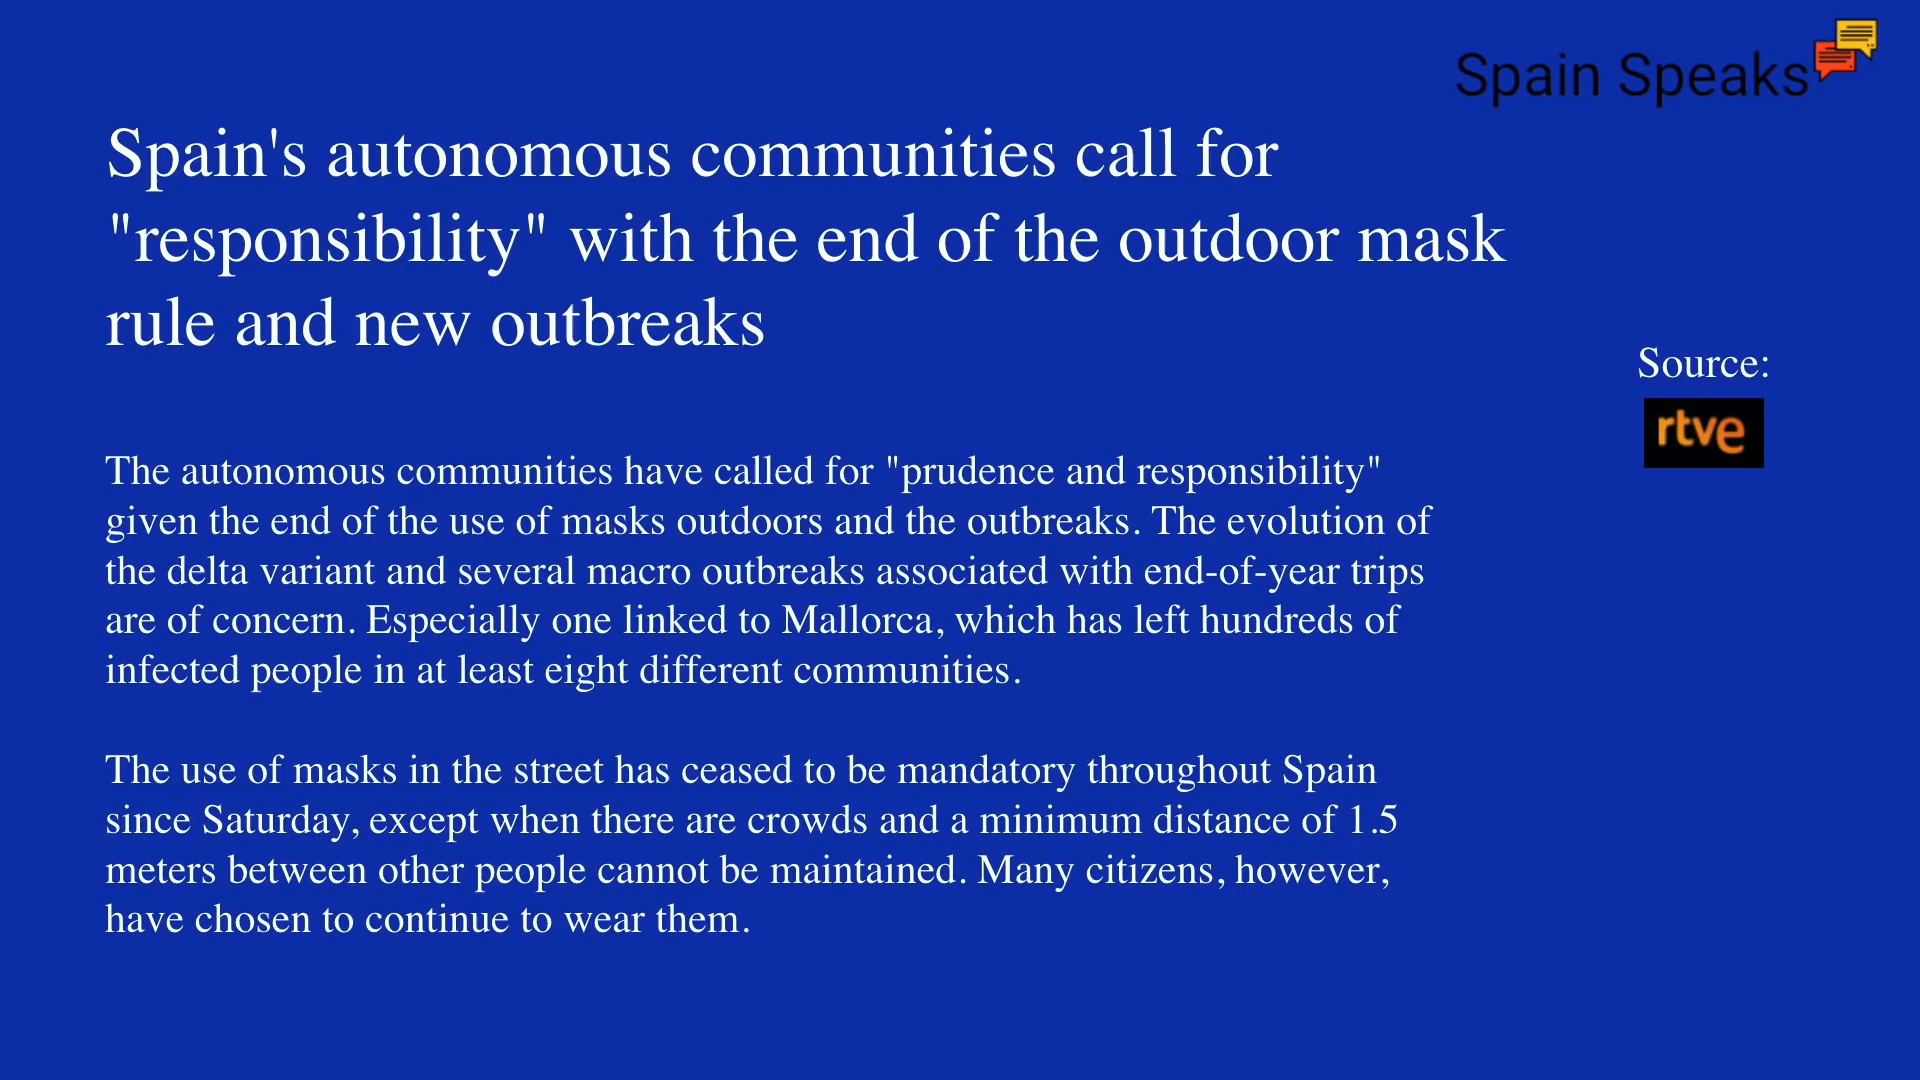 Spain Speaks
Spain's autonomous communities call for
"responsibility" with the end of the outdoor mask
rule and new outbreaks
Source:
rtve
The autonomous communities have called for "prudence and responsibility"
given the end of the use of masks outdoors and the outbreaks. The evolution of
the delta variant and several macro outbreaks associated with end-of-year trips
are of concern. Especially one linked to Mallorca, which has left hundreds of
infected people in at least eight different communities.
The use of masks in the street has ceased to be mandatory throughout Spain
since Saturday, except when there are crowds and a minimum distance of 1.5
meters between other people cannot be maintained. Many citizens, however,
have chosen to continue to wear them.